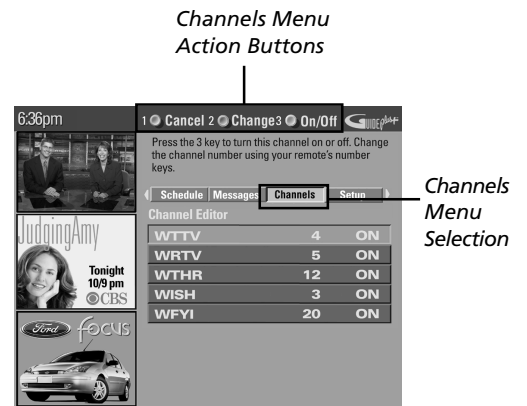 Channels Menu
Action Buttons
6:36pm
1 Cancel 2 Change3 On/Off GUIDE plus+
Press the 3 key to turn this channel on or off. Change
the channel number using your remote's number
keys.
Schedule Messages Channels Setup
Channels
Menu
Selection
Channel Editor
WTTV 4 ON
WRTV 5 ON
WTHR 12 ON
WISH 3 ON
WFYI 20 ON
JudgingAmy
Tonight
10/9 pm
CBS
Ford focus